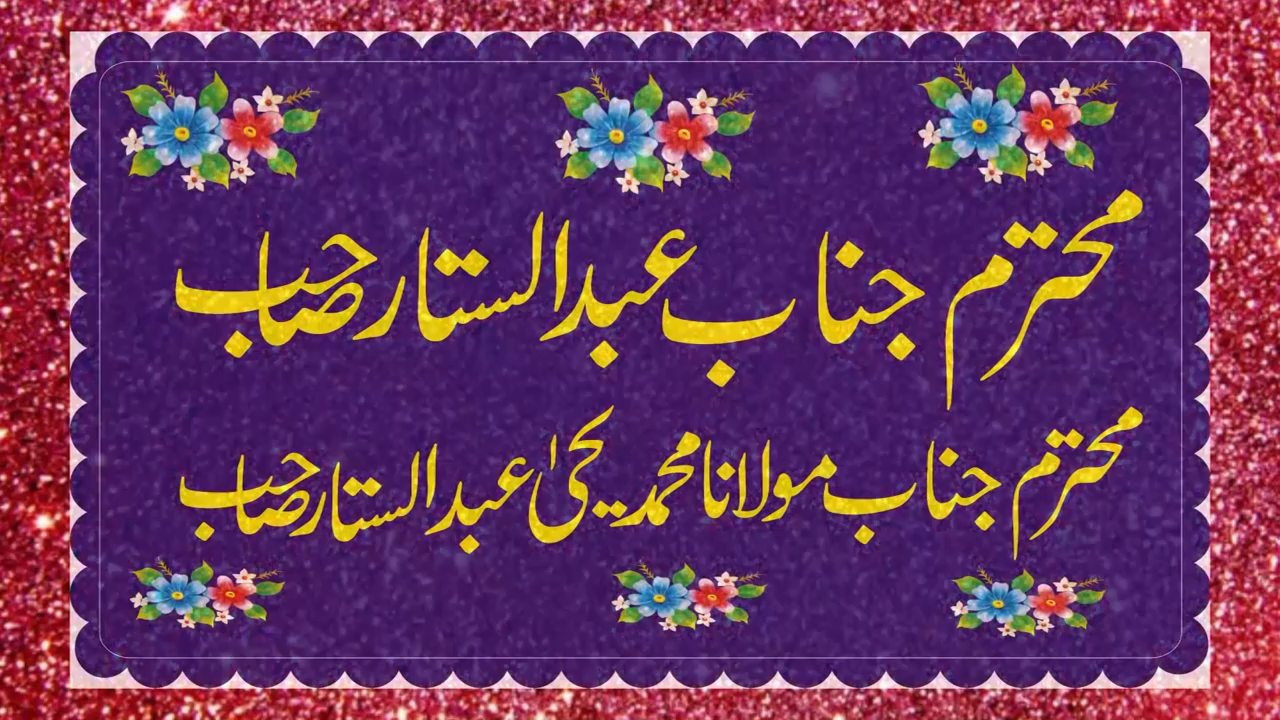 محترم جناب عبدالستار صاحب
محترم جناب مولانا محمد یحیٰ عبدالستار صاحب